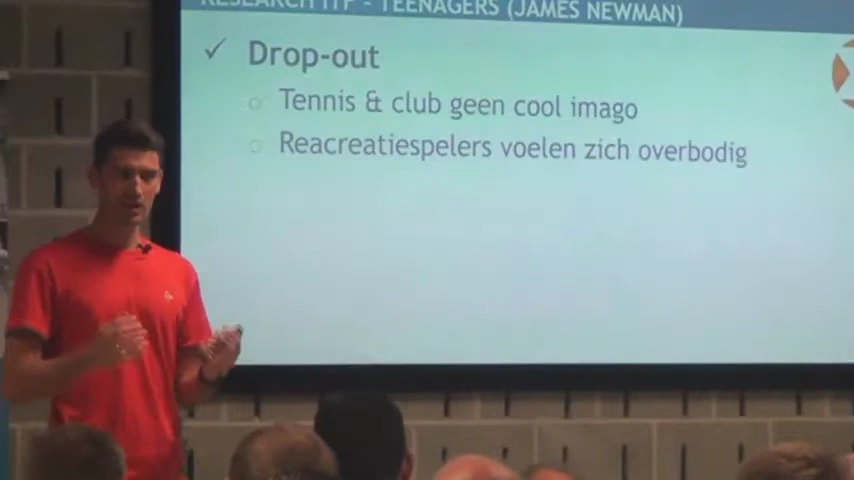 RESEARCH ITF - TEENAGERS (JAMES NEWMAN)
✓ Drop-out
○ Tennis & club geen cool imago
○ Reacreatiespelers voelen zich overbodig